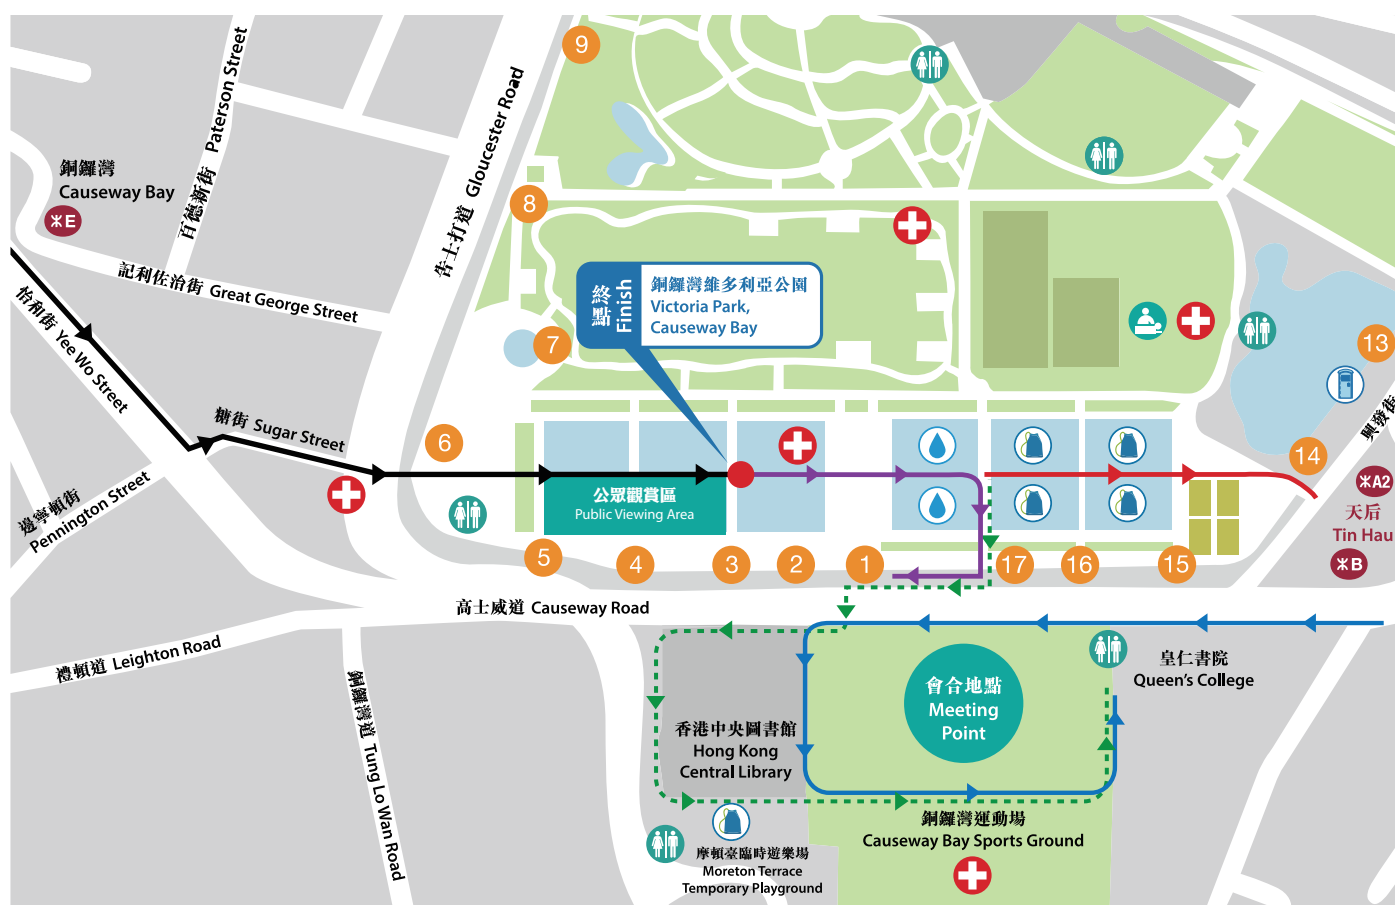 9
百德新街 Paterson Street
告士打道 Gloucester Road
銅鑼灣
Causeway Bay
E
8
記利佐治街 Great George Street
怡和街 Yee Wo Street
終點
Finish
銅鑼灣維多利亞公園
Victoria Park,
Causeway Bay
7
13
興發街
糖街 Sugar Street
6
14
邊寧頓街
Pennington Street
公眾觀賞區
Public Viewing Area
A2
天后
Tin Hau
B
5
4
3
2
1
17
16
15
高士威道 Causeway Road
禮頓道 Leighton Road
銅鑼灣道 Tung Lo Wan Road
會合地點
Meeting
Point
皇仁書院
Queen's College
香港中央圖書館
Hong Kong
Central Library
銅鑼灣運動場
Causeway Bay Sports Ground
摩頓臺臨時遊樂場
Moreton Terrace
Temporary Playground